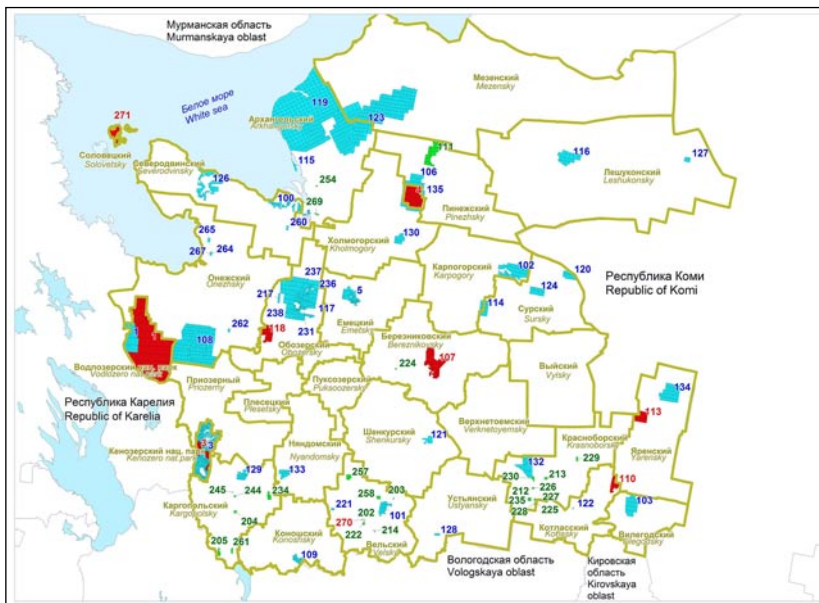 Мурманская область
Murmanskaya oblast
Мезенский
Mezensky
Белое море
White sea
119
Архангельский
Arkhangelsky
123
271
Соловецкий
Solovetsky
Северодвинский
Severodvinsky
126
115
254
100
269
260
111
106
135
Пинежский
Pinezhsky
116
127
Лешуконский
Leshukonsky
265
267
264
Холмогорский
Kholmogory
130
Карпогорский
Karpogory
102
120
124
114
Сурский
Sursky
Республика Коми
Republic of Komi
Онежский
Onezhsky
237
236
217
238
117
231
5
Емецкий
Emetsky
262
118
Обозерский
Obozersky
108
1
Водлозерский нац. парк
Vodlozero nat. park
Березниковский
Bereznikovsky
224
107
Выйский
Vyisky
Приозерный
Priozerny
Пуксоозерский
Puksoozersky
Плесецкий
Plesetsky
Республика Карелия
Republic of Karelia
134
113
Кенозерский нац. парк
Kenozero nat. park
3
3
Няндомский
Nyandomsky
Шенкурский
Shenkursky
121
Верхнетоемский
Verknetoyemsky
Красноборский
Krasnoborsky
Яренский
Yarensky
129
133
245
244
234
Каргопольский
Kargopolsky
204
205
261
257
258
203
221
202
101
270
222
214
Вельский
Velsky
Коношский
Konoshsky
109
Устьянский
Ustyansky
128
132
229
230
213
212
226
235
227
228
225
122
110
103
Котласский
Kotlassky
Вилегодский
Вологодская область
Vologskaya oblast
Кировская
область
Kirovskaya
oblast